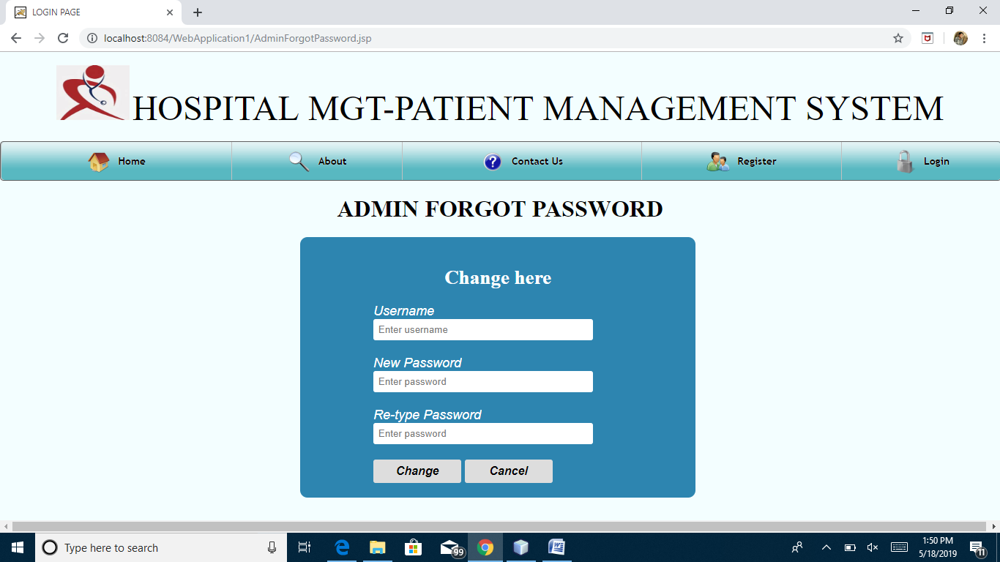 LOGIN PAGE
localhost:8084/WebApplication1/AdminForgotPassword.jsp
HOSPITAL MGT-PATIENT MANAGEMENT SYSTEM
Home About ? Contact Us Register Login
ADMIN FORGOT PASSWORD
Change here
Username
Enter username
New Password
Enter password
Re-type Password
Enter password
Change Cancel
Type here to search
99
W
1:50 PM
5/18/2019
11